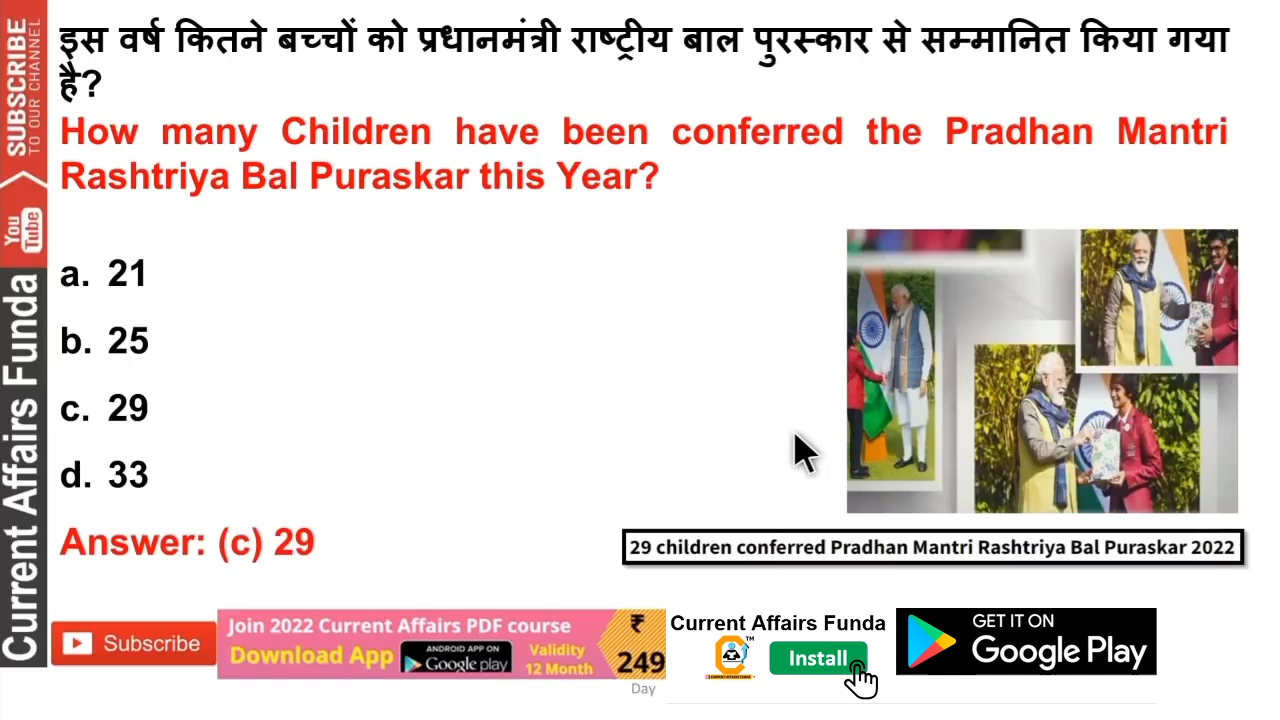 इस वर्ष कितने बच्चों को प्रधानमंत्री राष्ट्रीय बाल पुरस्कार से सम्मानित किया गया
है?
How many Children have been conferred the Pradhan Mantri
Rashtriya Bal Puraskar this Year?
a. 21
b. 25
c. 29
d. 33
Answer: (c) 29
29 children conferred Pradhan Mantri Rashtriya Bal Puraskar 2022
SUBSCRIBE
TO OUR CHANNEL
You
Tube
Current Affairs Funda
Subscribe
Join 2022 Current Affairs PDF course
Download App
ANDROID APP ON
Google play
Validity
12 Month
₹
249
Day
Current Affairs Funda
TM
Install
GET IT ON
Google Play